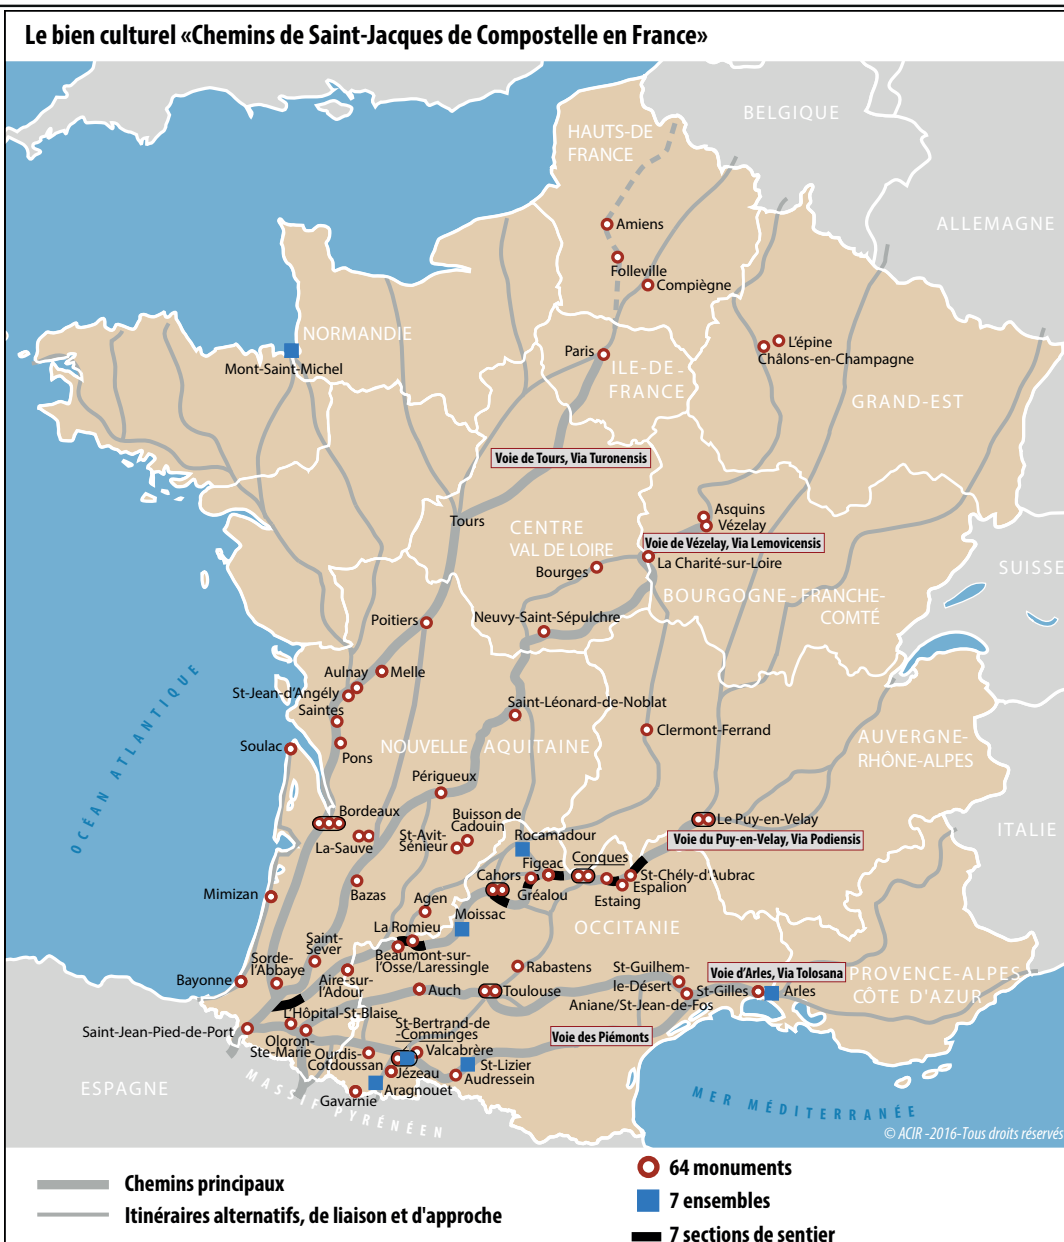 Le bien culturel «Chemins de Saint-Jacques de Compostelle en France»
BELGIQUE
HAUTS-DE
FRANCE
ALLEMAGNE
Amiens
Folleville
Compiègne
NORMANDIE
Mont-Saint-Michel
Paris
ILE-DE-
FRANCE
L'épine
Châlons-en-Champagne
GRAND-EST
Voie de Tours, Via Turonensis
Tours
CENTRE
VAL DE LOIRE
Asquins
Vézelay
Voie de Vézelay, Via Lemovicensis
La Charité-sur-Loire
Bourges
SUISSE
BOURGOGNE - FRANCHE-
COMTÉ
Neuvy-Saint-Sépulchre
Poitiers
Aulnay
Melle
St-Jean-d'Angély
Saintes
Pons
Soulac
OCÉAN ATLANTIQUE
Saint-Léonard-de-Noblat
Clermont-Ferrand
NOUVELLE AQUITAINE
AUVERGNE-
RHÔNE-ALPES
Périgueux
Bordeaux
La-Sauve
Buisson de
Cadouin
St-Avit-
Sénieur
Le Puy-en-Velay
Voie du Puy-en-Velay, Via Podiensis
ITALIE
Rocamadour
Figeac
Conques
Cahors
Gréalou
St-Chély-d'Aubrac
Espalion
Estaing
Mimizan
Bazas
Agen
Moissac
OCCITANIE
La Romieu
Beaumont-sur-
l'Osse/Laressingle
Saint-
Sever
Sorde-
l'Abbaye
Aire-sur-
l'Adour
Bayonne
Rabastens
Auch
Toulouse
St-Guilhem-
le-Désert
Aniane/St-Jean-de-Fos
Voie d'Arles, Via Tolosana
St-Gilles
Arles
PROVENCE-ALPES
CÔTE D'AZUR
Saint-Jean-Pied-de-Port
L'Hôpital-St-Blaise
Oloron-
Ste-Marie
Ourdis-
Cotdoussan
St-Bertrand-de-
Comminges
Valcabrère
Voie des Piémonts
Jézeau
St-Lizier
Audressein
Aragnouet
Gavarnie
ESPAGNE
MASSIF PYRÉNÉEN
MER MÉDITERRANÉE
© ACIR -2016-Tous droits réservés
Chemins principaux
Itinéraires alternatifs, de liaison et d'approche
64 monuments
7 ensembles
7 sections de sentier